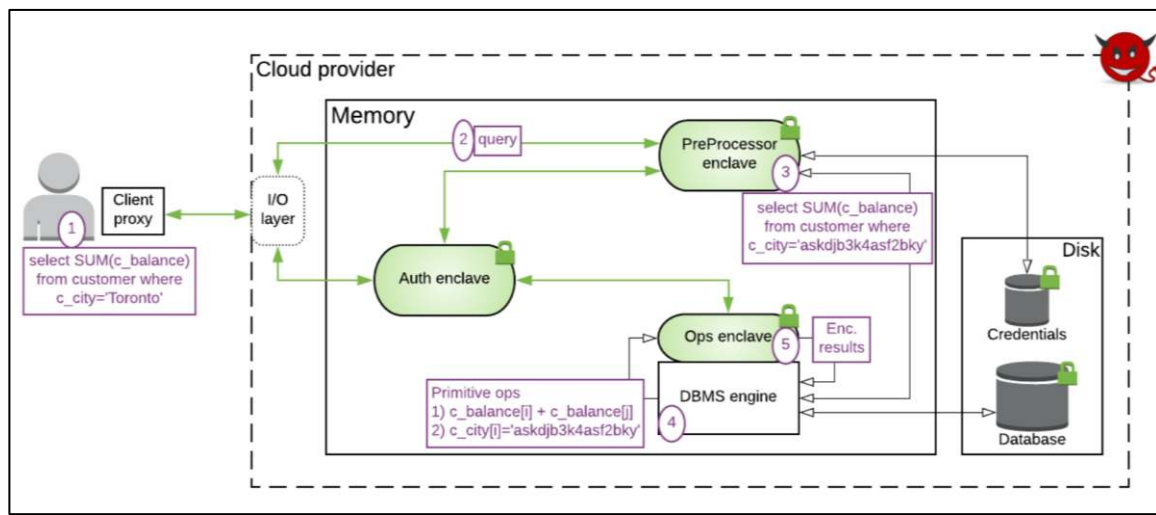 Cloud provider
Memory
2
query
PreProcessor
enclave
3
Client
proxy
I/O
layer
1
select SUM(c_balance)
from customer where
c_city='Toronto'
select SUM(c_balance)
from customer where
c_city='askdjb3k4asf2bky'
Auth enclave
Disk
Credentials
Ops enclave
5
Enc.
results
Primitive ops
1) c_balance[i] + c_balance[j]
2) c_city[i]='askdjb3k4asf2bky'
4
DBMS engine
Database